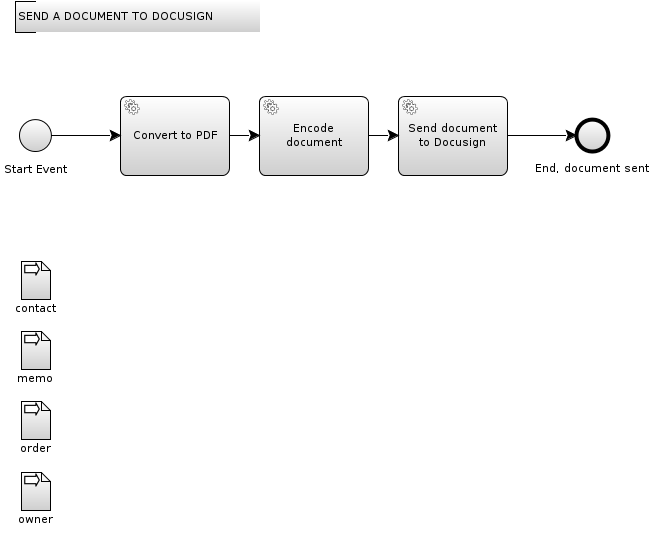 SEND A DOCUMENT TO DOCUSIGN
Convert to PDF
Encode
document
Send document
to Docusign
Start Event
End, document sent
contact
memo
order
owner